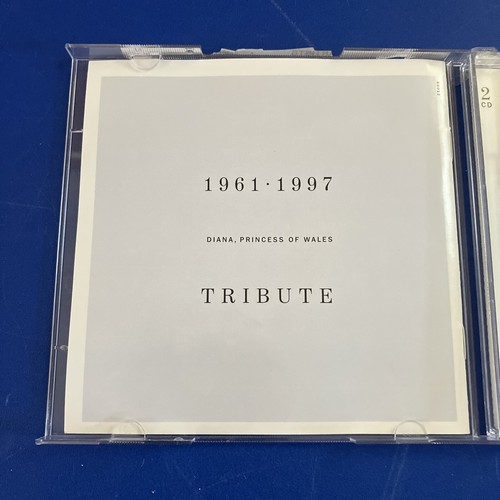 1961·1997
DIANA, PRINCESS OF WALES
TRIBUTE
2
CD